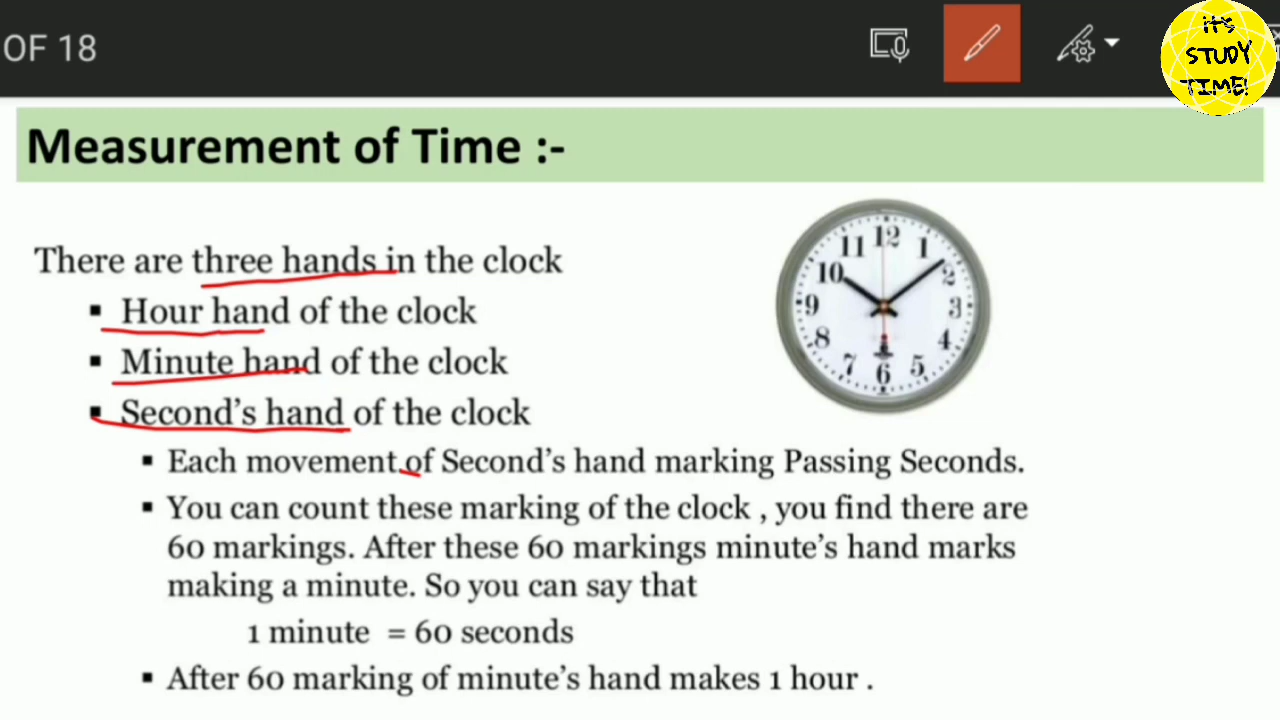 OF 18
iTS
STUDY
TIME!
Measurement of Time :-
There are three hands in the clock
▪ Hour hand of the clock
▪ Minute hand of the clock
▪ Second's hand of the clock
▪ Each movement of Second's hand marking Passing Seconds.
▪ You can count these marking of the clock , you find there are
60 markings. After these 60 markings minute's hand marks
making a minute. So you can say that
1 minute = 60 seconds
▪ After 60 marking of minute's hand makes 1 hour .
12
11 1
10 2
9 3
8 4
7 5
6